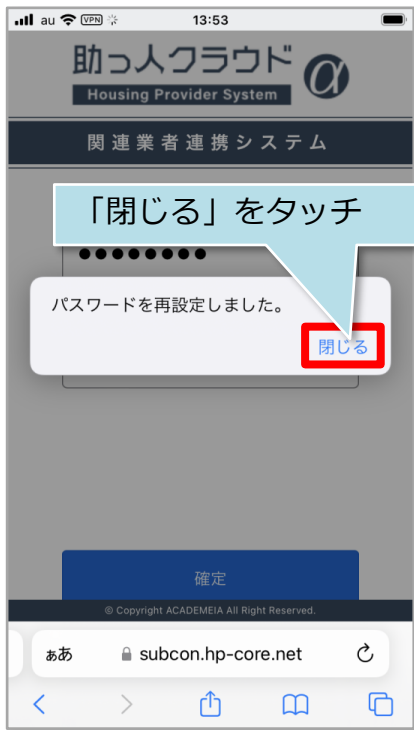 au VPN 13:53
助っ人クラウド α
Housing Provider System
関連業者連携システム
「閉じる」をタッチ
●●●●●●●●
パスワードを再設定しました。
閉じる
確定
© Copyright ACADEMEIA All Right Reserved.
ぁあ subcon.hp-core.net